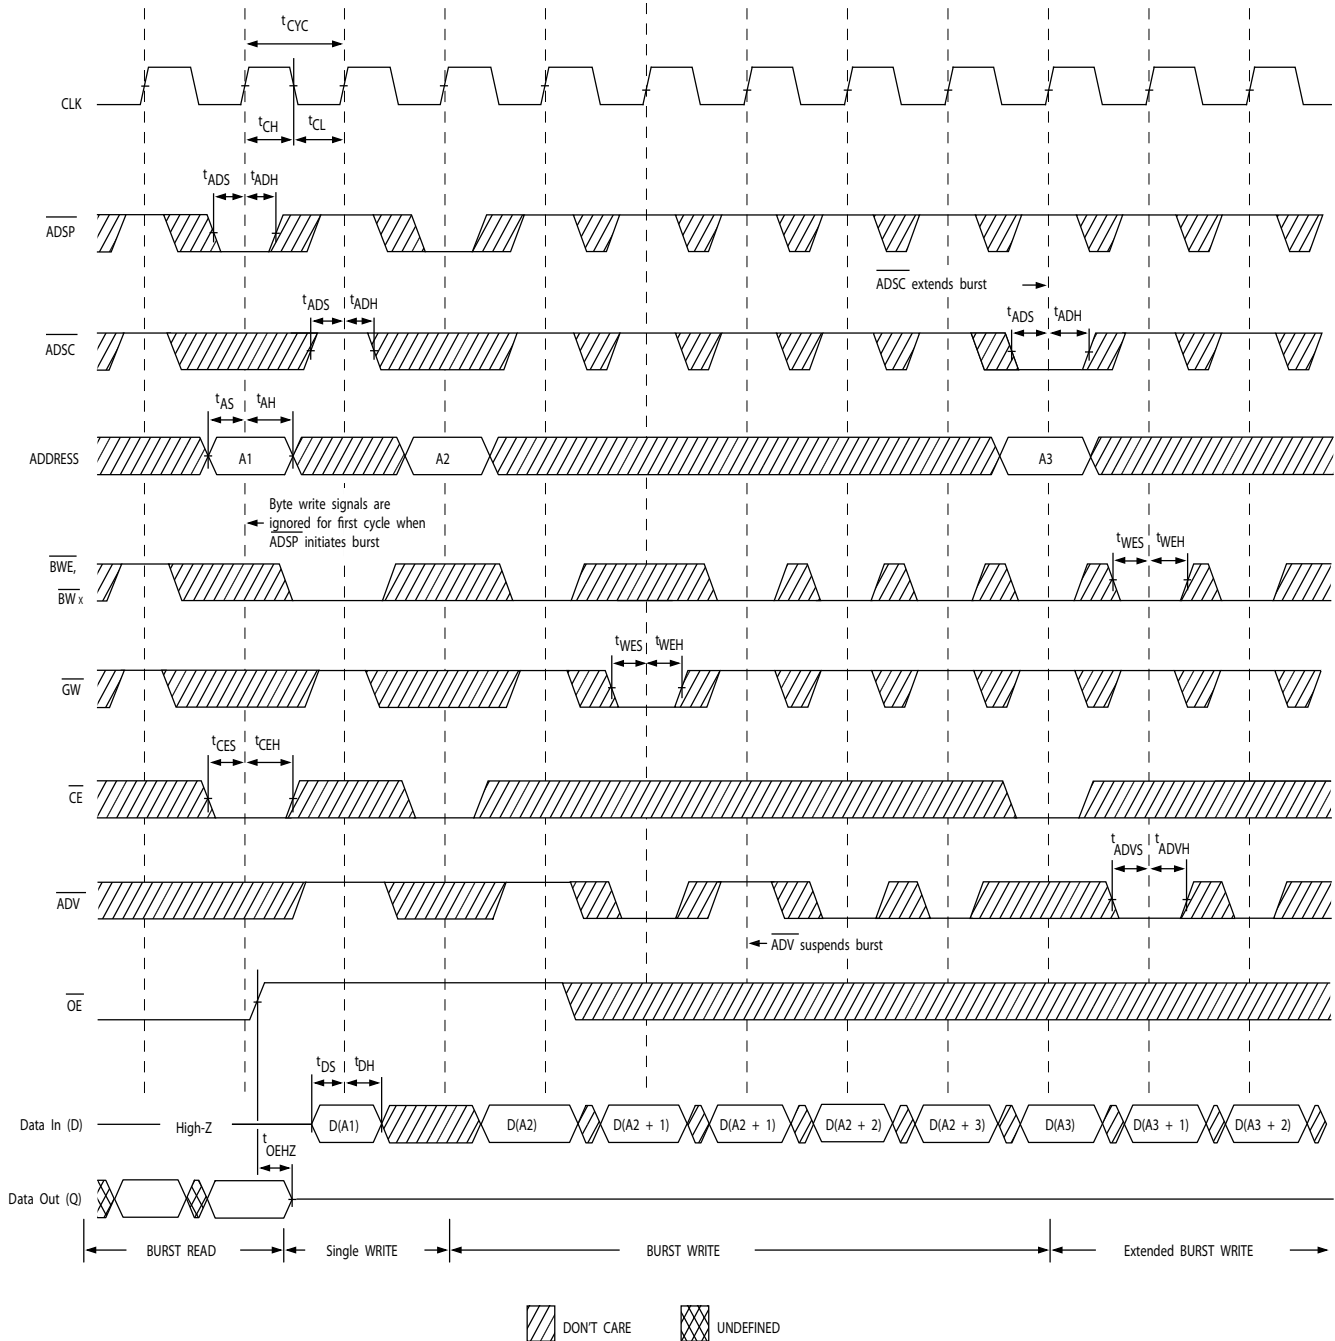 tCYC
CLK
tCH tCL
tADS tADH
ADSP
ADSC extends burst
tADS tADH
tADS tADH
ADSC
tAS tAH
ADDRESS
A1 A2 A3
Byte write signals are
ignored for first cycle when
ADSP initiates burst
tWES tWEH
BWE,
BWx
tWES tWEH
GW
tCES tCEH
CE
tADVS tADVH
ADV
ADV suspends burst
OE
tDS tDH
Data In (D) High-Z D(A1) D(A2) D(A2 + 1) D(A2 + 1) D(A2 + 2) D(A2 + 3) D(A3) D(A3 + 1) D(A3 + 2)
tOEHZ
Data Out (Q)
BURST READ Single WRITE BURST WRITE Extended BURST WRITE
DON'T CARE UNDEFINED